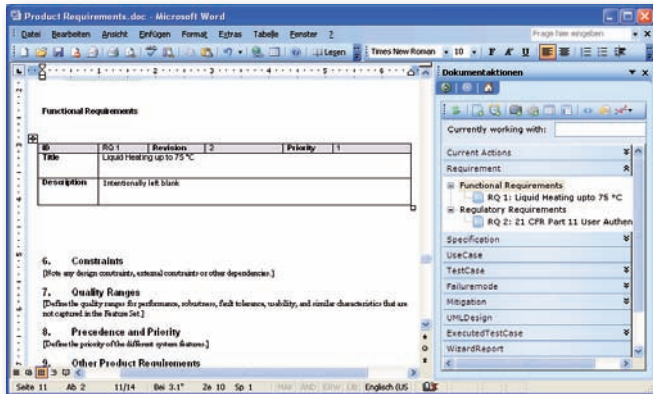 Product Requirements.doc - Microsoft Word
Datei Bearbeiten Ansicht Einfügen Format Extras Tabelle Fenster ? Frage hier eingeben
Lesen Times New Roman 10 F K U
Dokumentaktionen
Currently working with:
Current Actions
Requirement
Functional Requirements
RQ 1: Liquid Heating upto 75 °C
Regulatory Requirements
RQ 2: 21 CFR Part 11 User Authen
Specification
UseCase
TestCase
Failuremode
Mitigation
UMLDesign
ExecutedTestCase
WizardReport
Functional Requirements
ID RQ 1 Revision 2 Priority 1
Title Liquid Heating up to 75 °C
Description Intentionally left blank
6. Constraints
[Note any design constraints, external constraints or other dependencies.]
7. Quality Ranges
[Define the quality ranges for performance, robustness, fault tolerance, usability, and similar characteristics that are
not captured in the Feature Set.]
8. Precedence and Priority
[Define the priority of the different system features.]
9. Other Product Requirements
Seite 11 Ab 2 11/14 Bei 3.1" Ze 10 Sp 1 Englisch (US